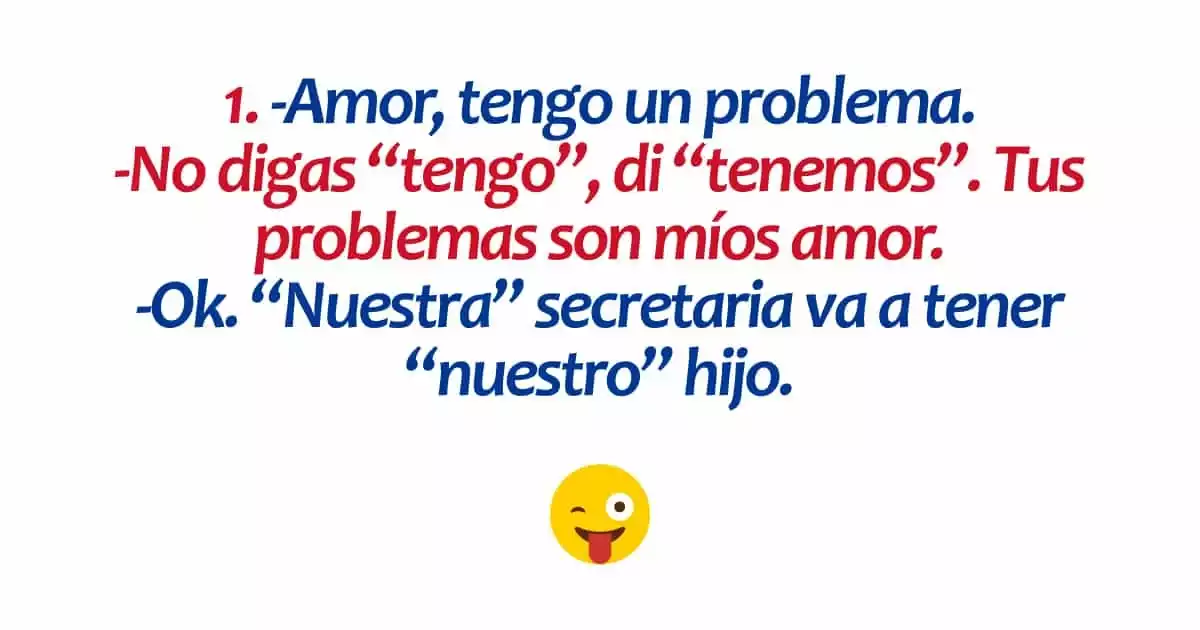 1. -Amor, tengo un problema.
-No digas “tengo”, di “tenemos”. Tus
problemas son míos amor.
-Ok. “Nuestra” secretaria va a tener
“nuestro” hijo.